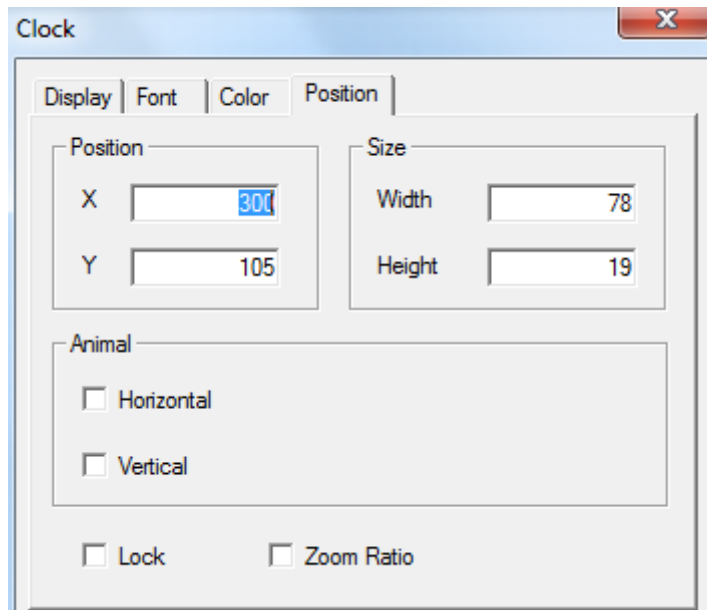 Clock
Display Font Color Position
Position
X 300
Y 105
Size
Width 78
Height 19
Animal
Horizontal
Vertical
Lock Zoom Ratio